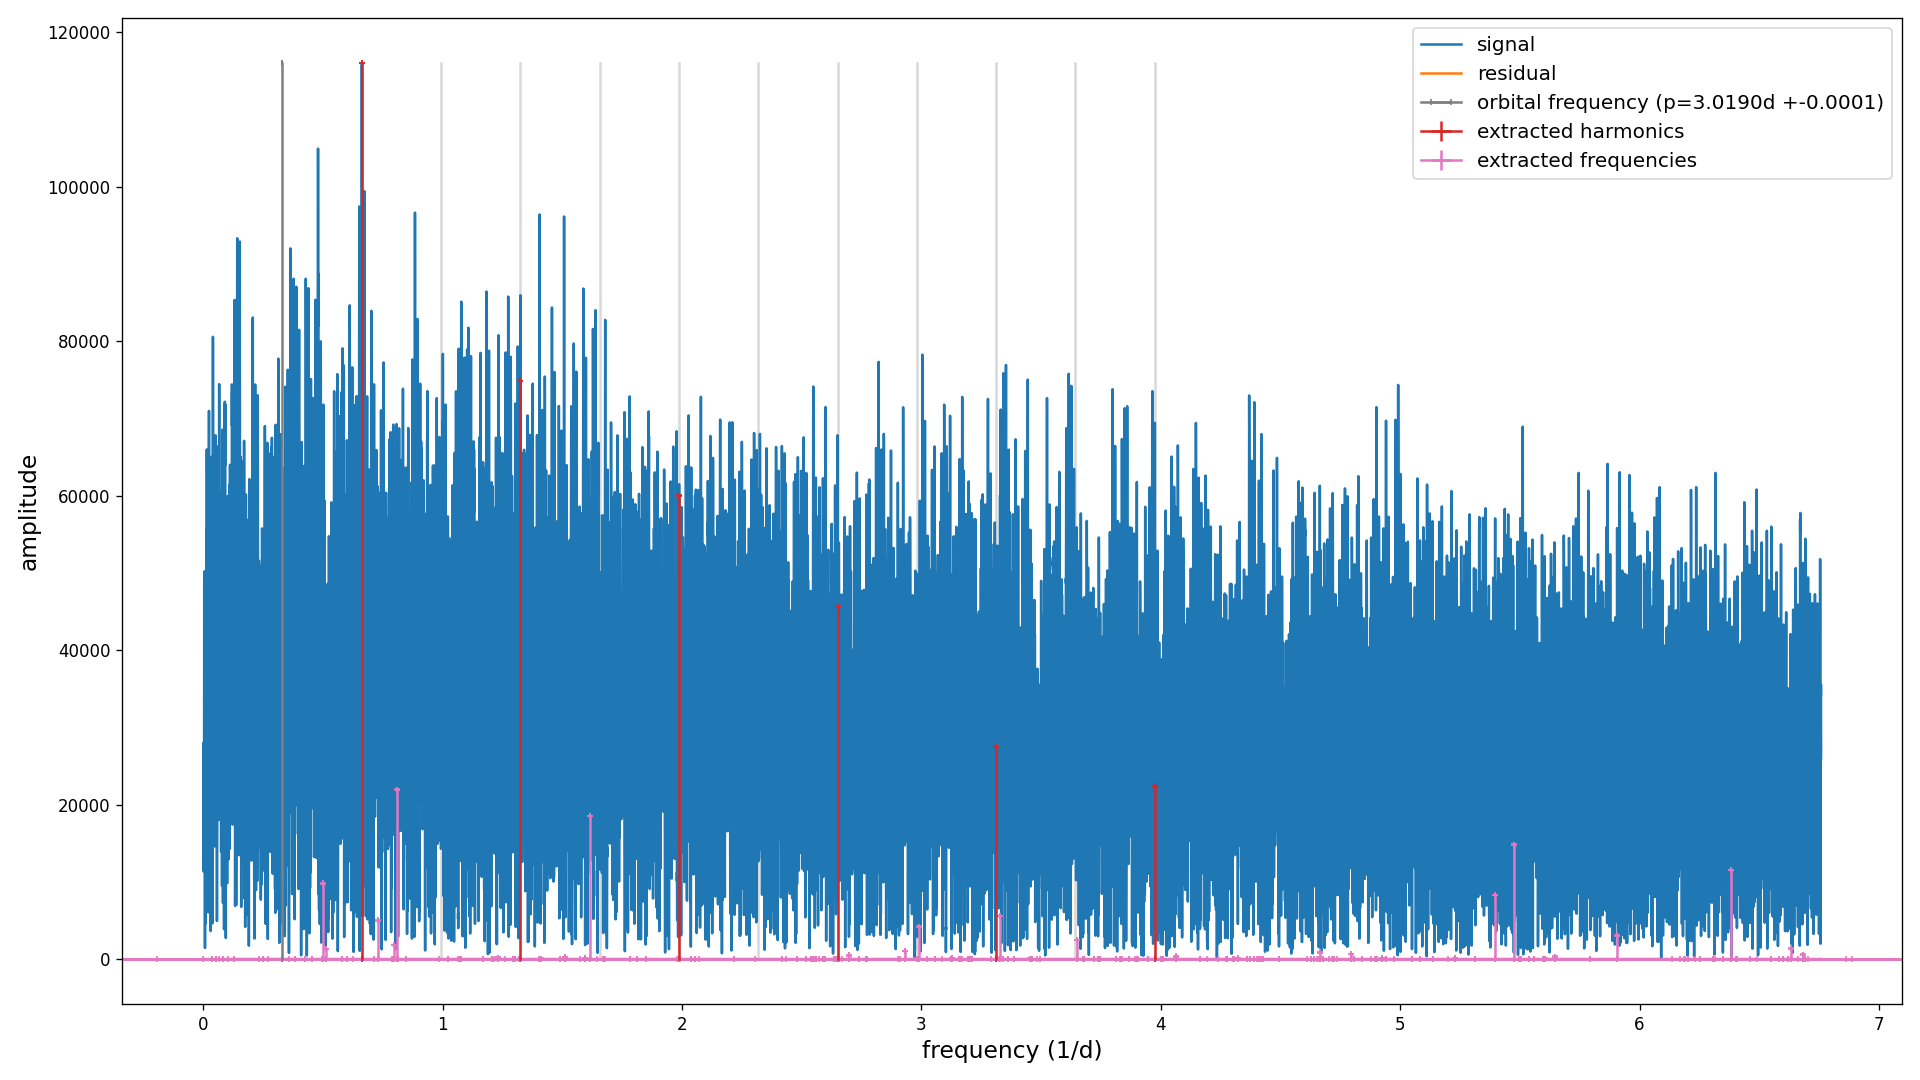 120000
100000
80000
60000
40000
20000
0
amplitude
0 1 2 3 4 5 6 7
frequency (1/d)
signal
residual
orbital frequency (p=3.0190d +-0.0001)
extracted harmonics
extracted frequencies